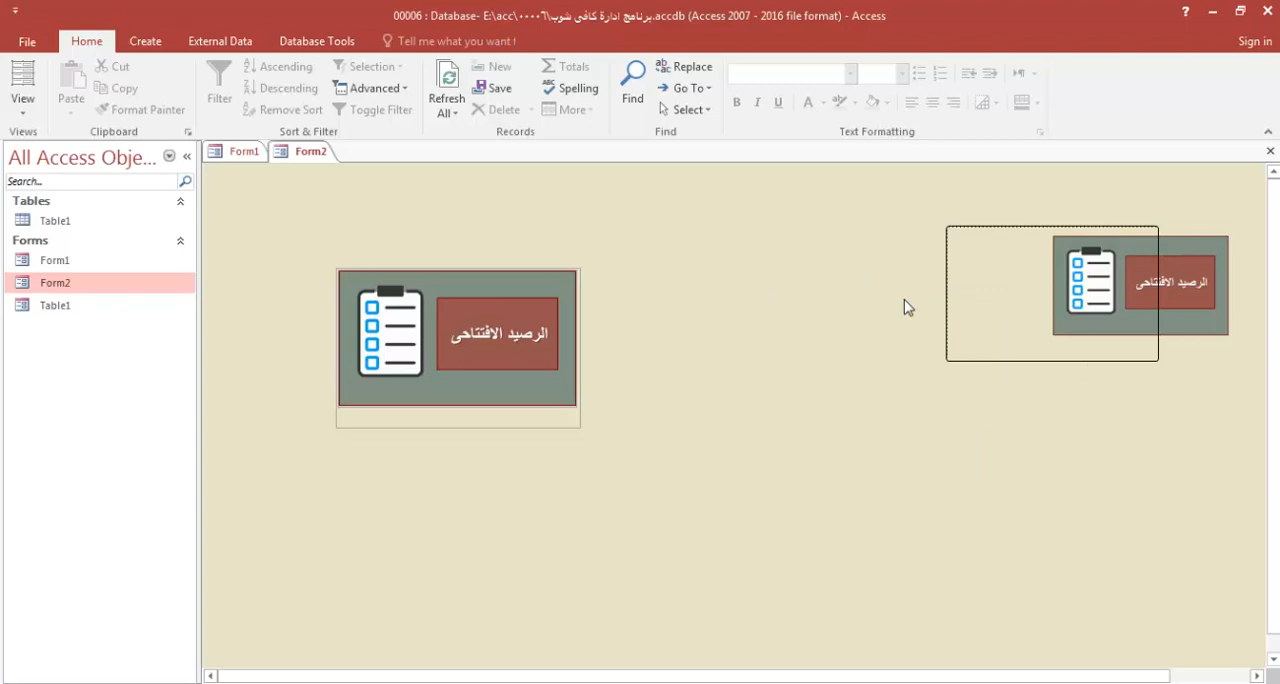 00006 : Database- E:\acc\٠٠٠٠٦\برنامج ادارة كافى شوب.accdb (Access 2007 - 2016 file format) - Access
File
Home
Create
External Data
Database Tools
Tell me what you want t
Sign in
View
Views
Paste
Cut
Copy
Format Painter
Clipboard
Filter
Ascending
Descending
Remove Sort
Selection
Advanced
Toggle Filter
Sort & Filter
Refresh
All
New
Save
Delete
Totals
Spelling
More
Records
Find
Replace
Go To
Select
Find
B I U
A
Text Formatting
All Access Obje...
Search...
Tables
Table1
Forms
Form1
Form2
Table1
Form1
Form2
الرصيد الافتتاحى
الرصيد الافتتاحى